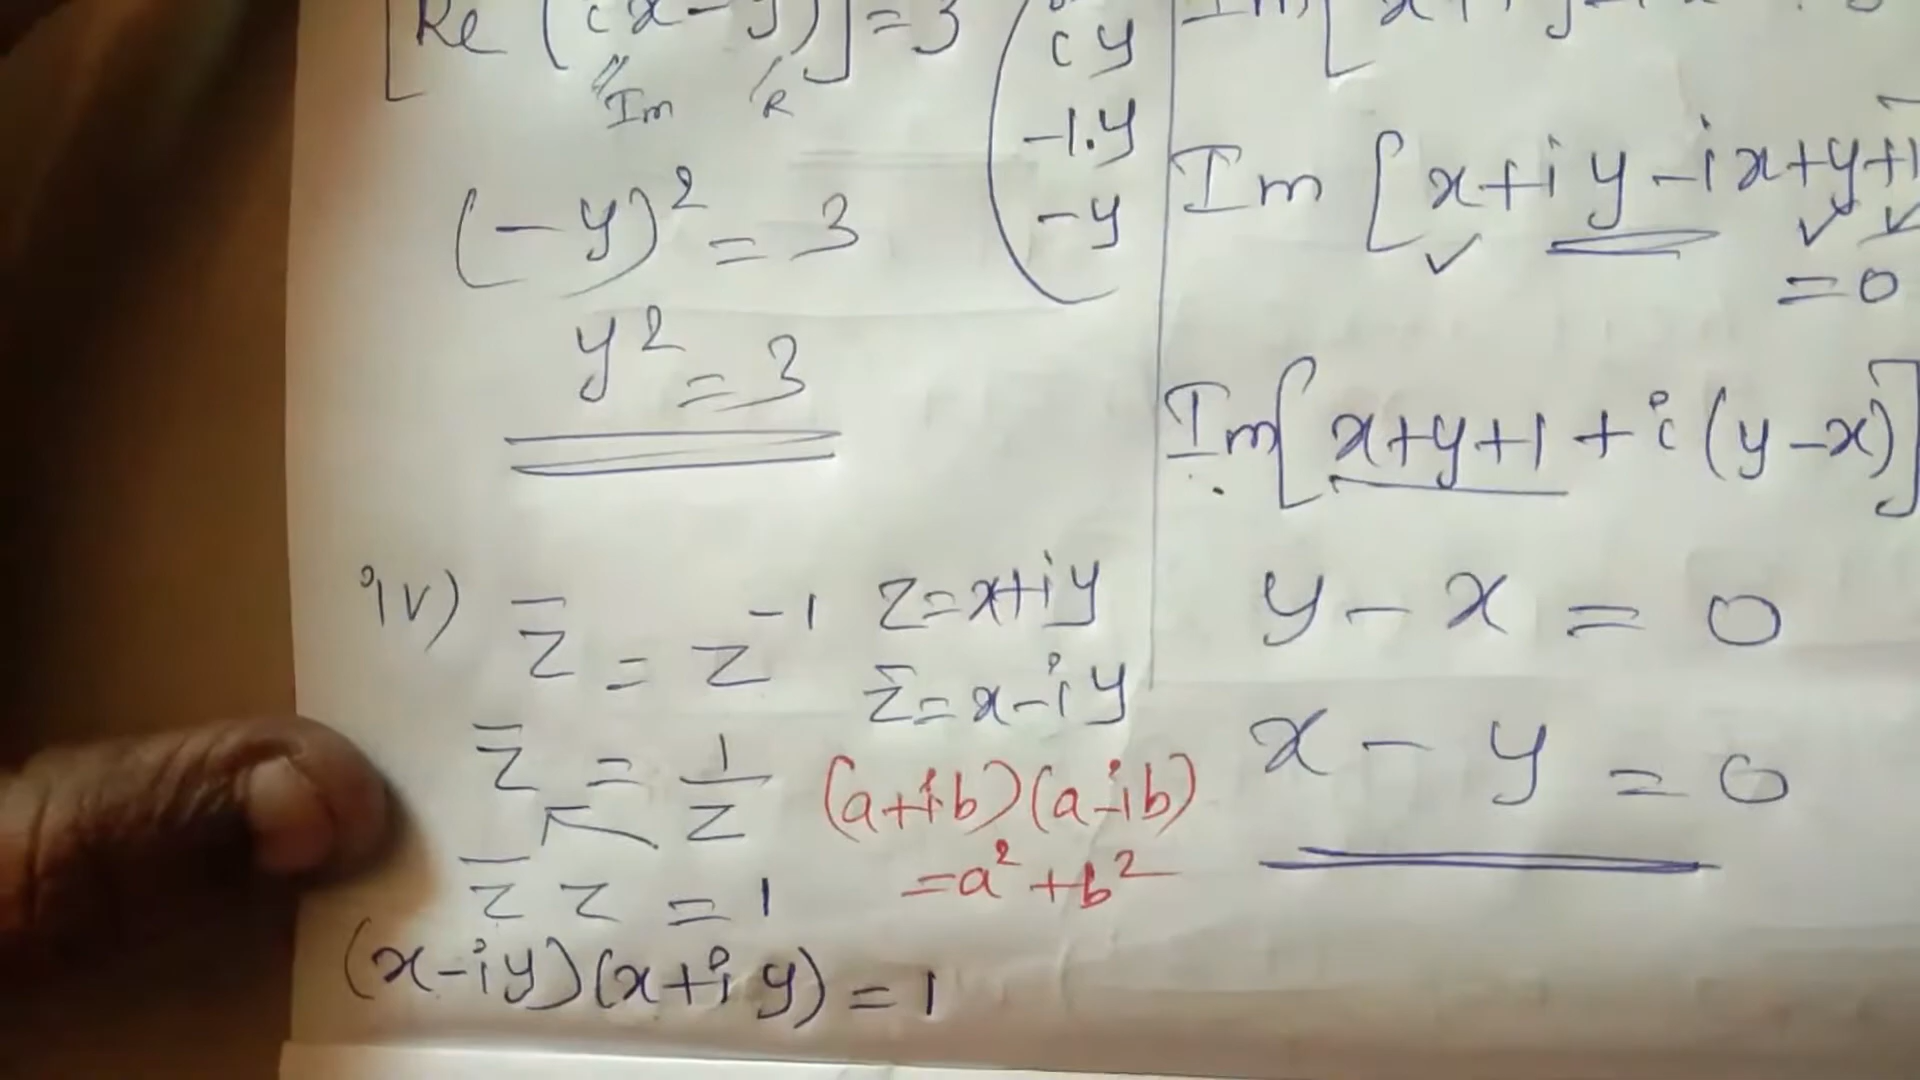 [Re (ix-y)] = 3
Im R
(-y)² = 3
y² = 3
iy
-1.y
-y
iv) z̄ = z⁻¹
z̄ = 1/z
z̄ z = 1
(x-iy)(x+iy) = 1
z=x+iy
z̄=x-iy
(a+ib)(a-ib)
=a²+b²
Im [x+iy-ix+y+1
=0
Im[x+y+1+i(y-x)]
y - x = 0
x - y = 0